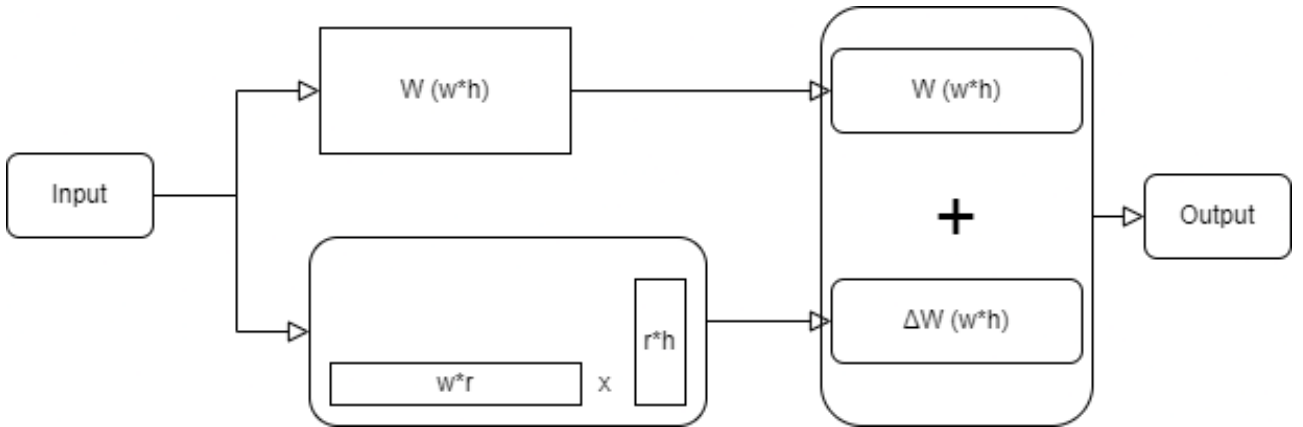 Input
W (w*h)
w*r
x
r*h
W (w*h)
+
ΔW (w*h)
Output